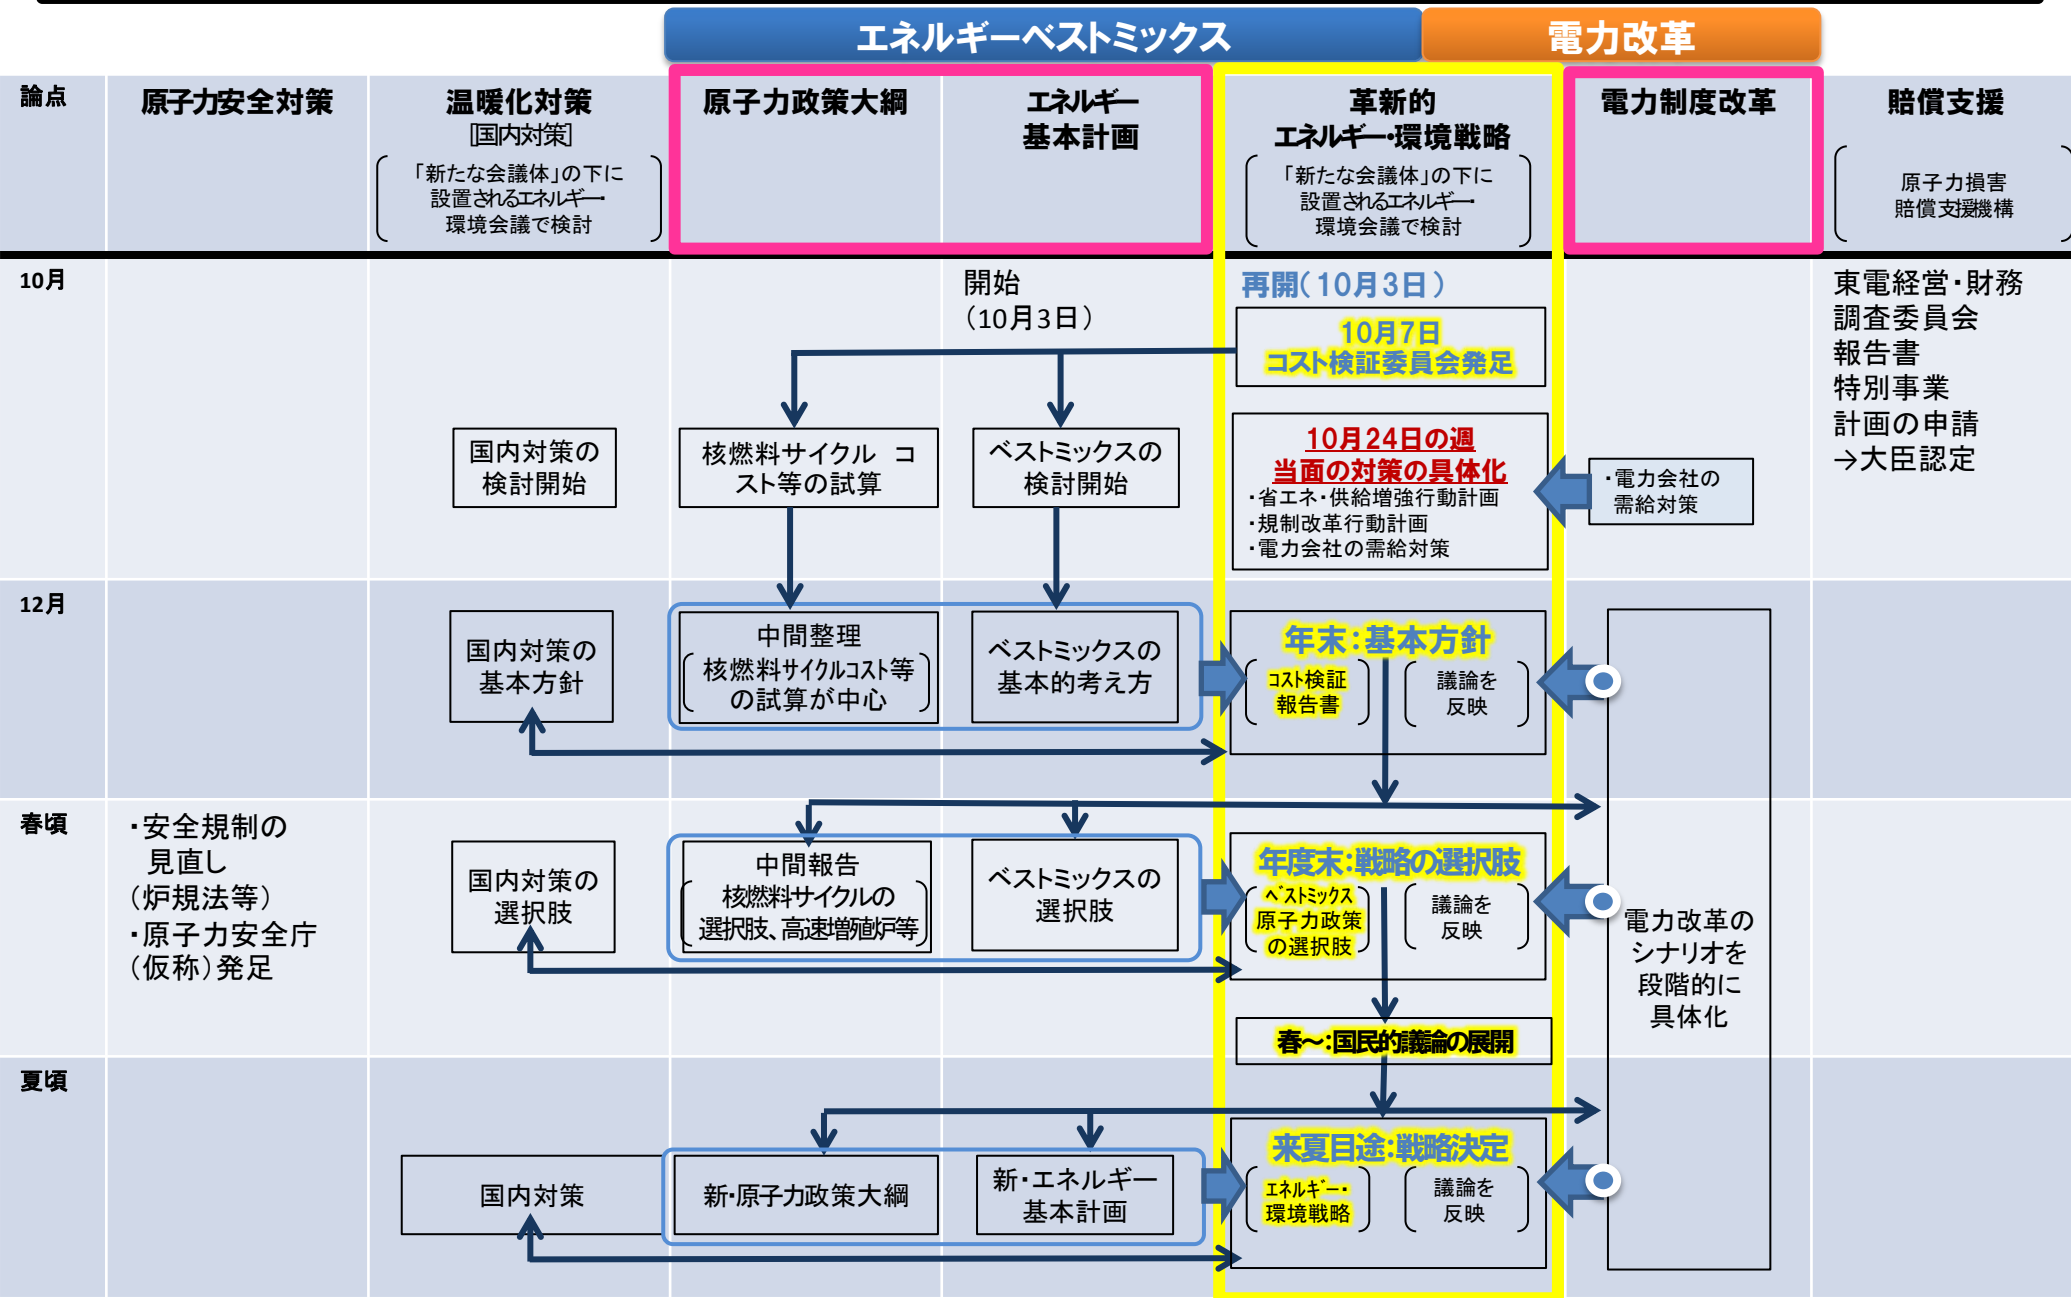 エネルギーベストミックス
電力改革
論点
原子力安全対策
温暖化対策
[国内対策]
「新たな会議体」の下に
設置されるエネルギー・
環境会議で検討
原子力政策大綱
エネルギー
基本計画
革新的
エネルギー・環境戦略
「新たな会議体」の下に
設置されるエネルギー・
環境会議で検討
電力制度改革
賠償支援
原子力損害
賠償支援機構
10月
開始
（10月3日）
再開（10月3日）
10月7日
コスト検証委員会発足
国内対策の
検討開始
核燃料サイクル コ
スト等の試算
ベストミックスの
検討開始
10月24日の週
当面の対策の具体化
・省エネ・供給増強行動計画
・規制改革行動計画
・電力会社の需給対策
・電力会社の
需給対策
東電経営・財務
調査委員会
報告書
特別事業
計画の申請
→大臣認定
12月
国内対策の
基本方針
中間整理
核燃料サイクルコスト等
の試算が中心
ベストミックスの
基本的考え方
年末：基本方針
コスト検証
報告書
議論を
反映
春頃
・安全規制の
見直し
（炉規法等）
・原子力安全庁
（仮称）発足
国内対策の
選択肢
中間報告
核燃料サイクルの
選択肢、高速増殖炉等
ベストミックスの
選択肢
年度末：戦略の選択肢
ベストミックス
原子力政策
の選択肢
議論を
反映
春～：国民的議論の展開
電力改革の
シナリオを
段階的に
具体化
夏頃
国内対策
新・原子力政策大綱
新・エネルギー
基本計画
来夏目途：戦略決定
エネルギー・
環境戦略
議論を
反映